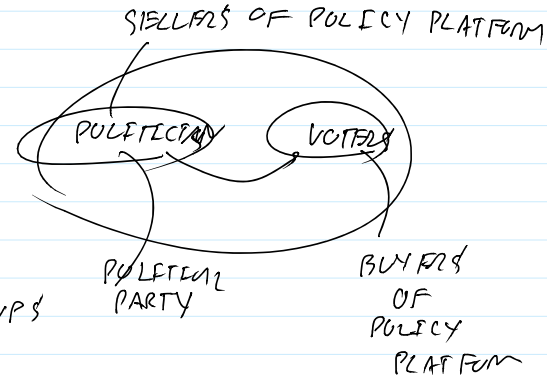 SELLERS OF POLICY PLATFORM
POLITICIAN
VOTERS
POLITICAL
PARTY
BUYERS
OF
POLICY
PLATFORM